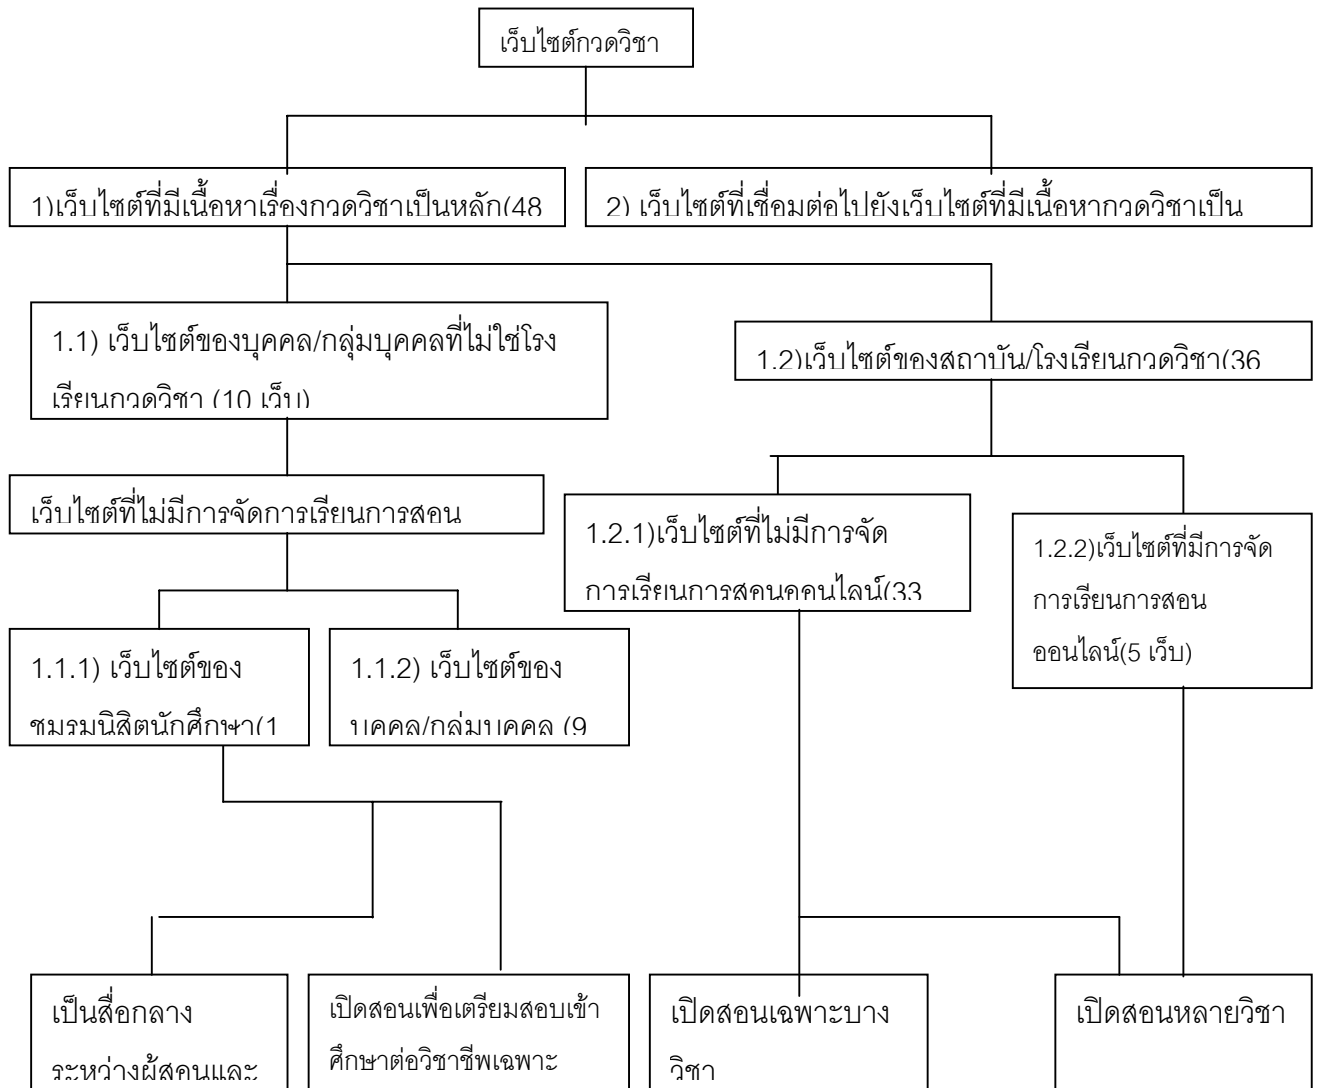 เว็บไซต์กวดวิชา
1)เว็บไซต์ที่มีเนื้อหาเรื่องกวดวิชาเป็นหลัก(48
2) เว็บไซต์ที่เชื่อมต่อไปยังเว็บไซต์ที่มีเนื้อหากวดวิชาเป็น
1.1) เว็บไซต์ของบุคคล/กลุ่มบุคคลที่ไม่ใช่โรง
เรียนกวดวิชา (10 เว็บ)
1.2)เว็บไซต์ของสถาบัน/โรงเรียนกวดวิชา(36
เว็บไซต์ที่ไม่มีการจัดการเรียนการสอน
1.2.1)เว็บไซต์ที่ไม่มีการจัด
การเรียนการสอนออนไลน์(33
1.2.2)เว็บไซต์ที่มีการจัด
การเรียนการสอน
ออนไลน์(5 เว็บ)
1.1.1) เว็บไซต์ของ
ชมรมนิสิตนักศึกษา(1
1.1.2) เว็บไซต์ของ
บุคคล/กลุ่มบุคคล (9
เป็นสื่อกลาง
ระหว่างผู้สอนและ
เปิดสอนเพื่อเตรียมสอบเข้า
ศึกษาต่อวิชาชีพเฉพาะ
เปิดสอนเฉพาะบาง
วิชา
เปิดสอนหลายวิชา